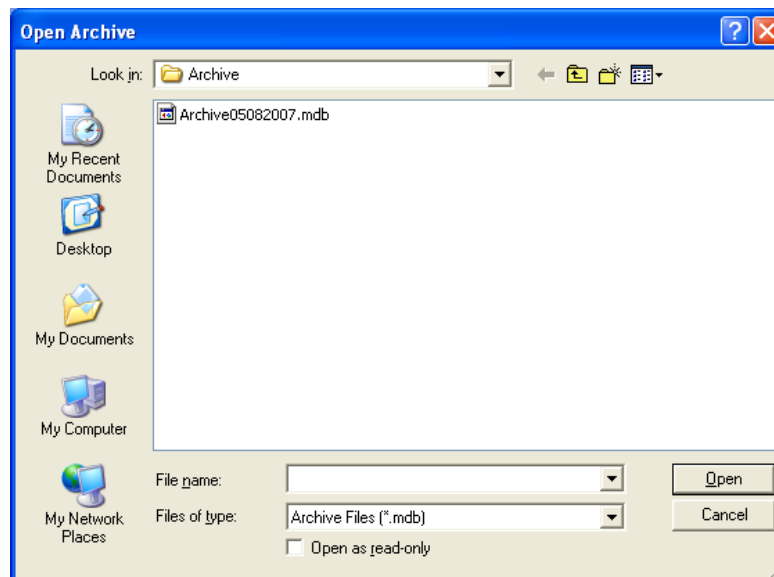 Open Archive
Look in:
Archive
Archive05082007.mdb
My Recent
Documents
Desktop
My Documents
My Computer
My Network
Places
File name:
Open
Files of type:
Archive Files (*.mdb)
Cancel
Open as read-only